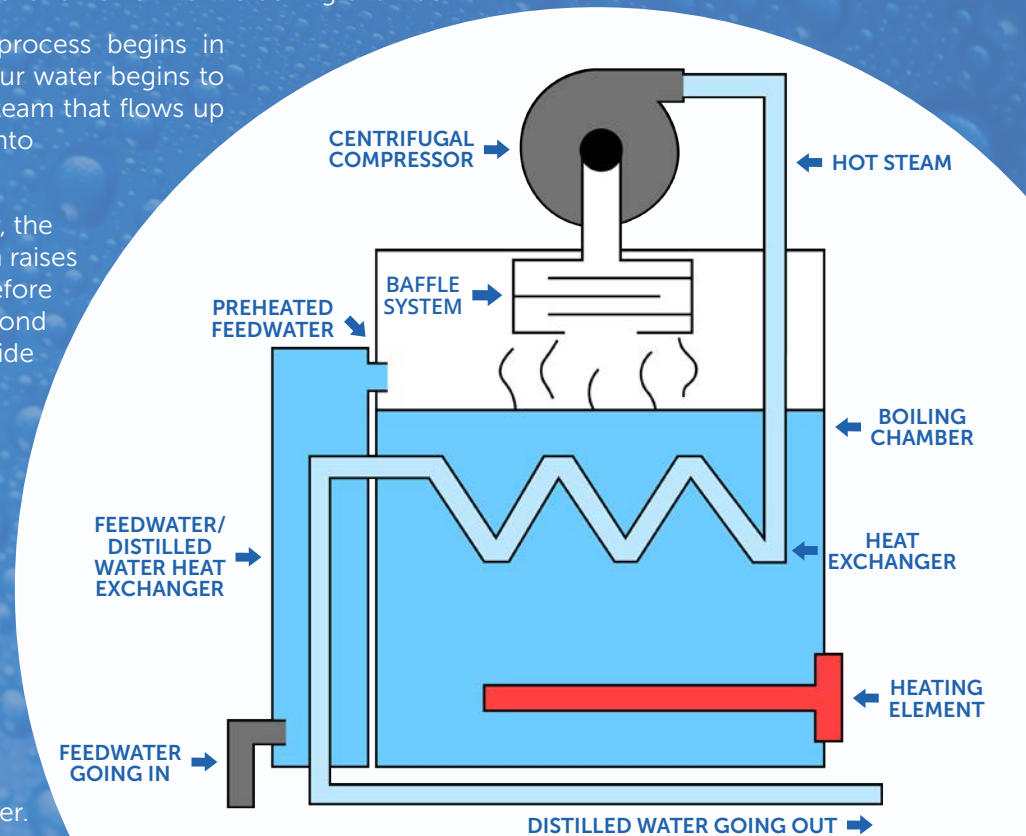 process begins in
ur water begins to
team that flows up
nto
, the
raises
efore
ond
ide
er.
CENTRIFUGAL
COMPRESSOR
HOT STEAM
BAFFLE
SYSTEM
PREHEATED
FEEDWATER
BOILING
CHAMBER
FEEDWATER/
DISTILLED
WATER HEAT
EXCHANGER
HEAT
EXCHANGER
HEATING
ELEMENT
FEEDWATER
GOING IN
DISTILLED WATER GOING OUT